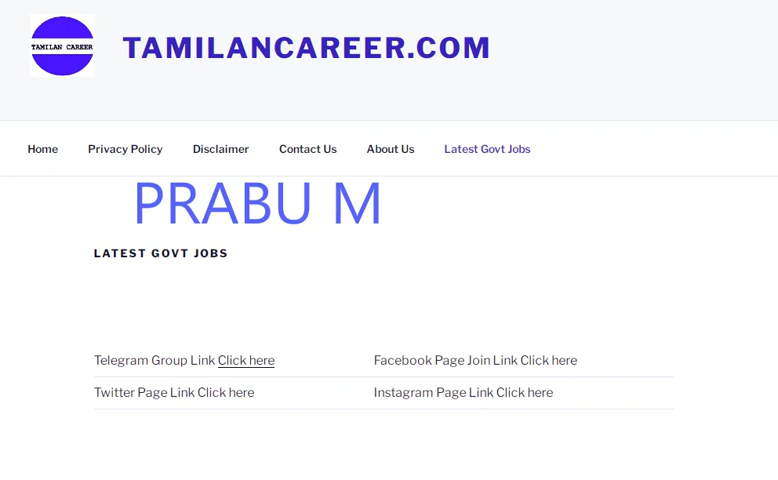 TAMILAN CAREER
TAMILANCAREER.COM
Home Privacy Policy Disclaimer Contact Us About Us Latest Govt Jobs
PRABU M
LATEST GOVT JOBS
Telegram Group Link Click here Facebook Page Join Link Click here
Twitter Page Link Click here Instagram Page Link Click here